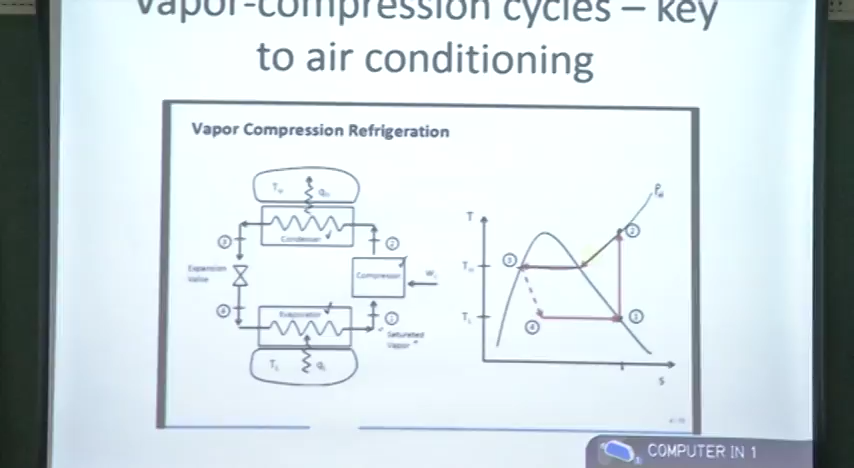 Vapor-compression cycles – key
to air conditioning
Vapor Compression Refrigeration
Condenser
Expansion
Valve
Compressor
Evaporator
Saturated
Vapor
T
s
COMPUTER IN 1